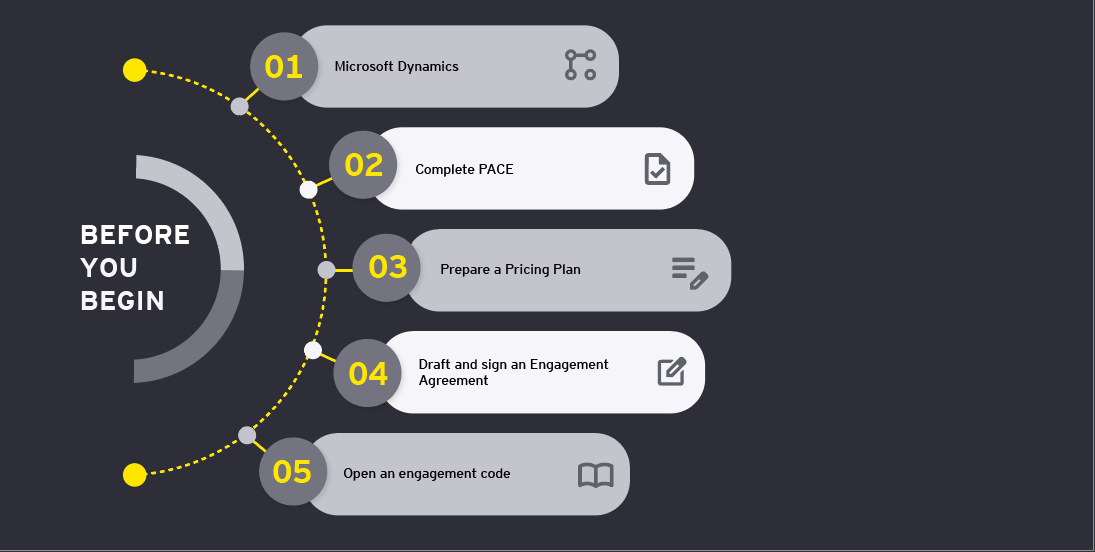 BEFORE
YOU
BEGIN
01
Microsoft Dynamics
02
Complete PACE
03
Prepare a Pricing Plan
04
Draft and sign an Engagement
Agreement
05
Open an engagement code